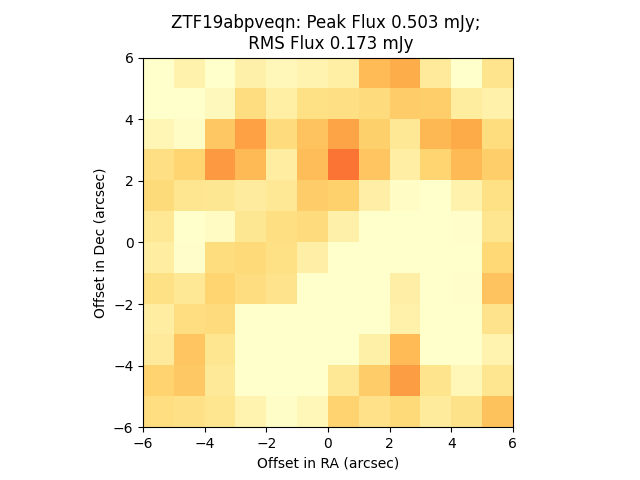 ZTF19abpveqn: Peak Flux 0.503 mJy;
RMS Flux 0.173 mJy
6
4
2
0
−2
−4
−6
Offset in Dec (arcsec)
−6 −4 −2 0 2 4 6
Offset in RA (arcsec)